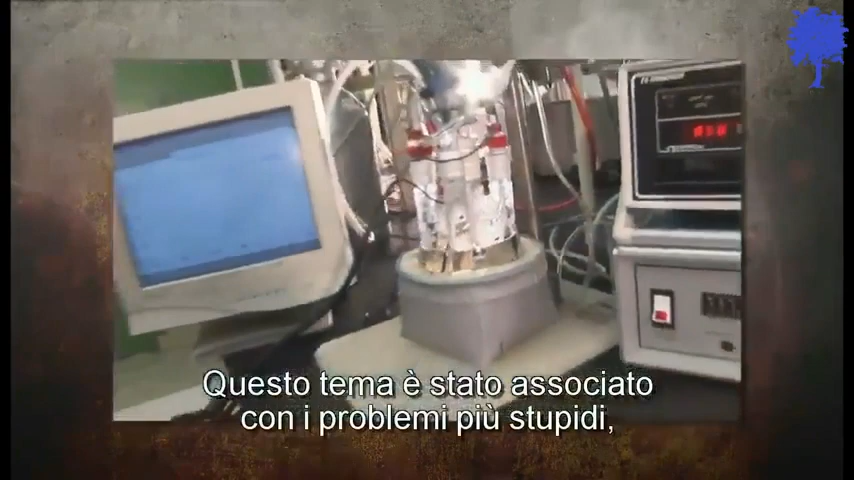 Questo tema è stato associato
con i problemi più stupidi,